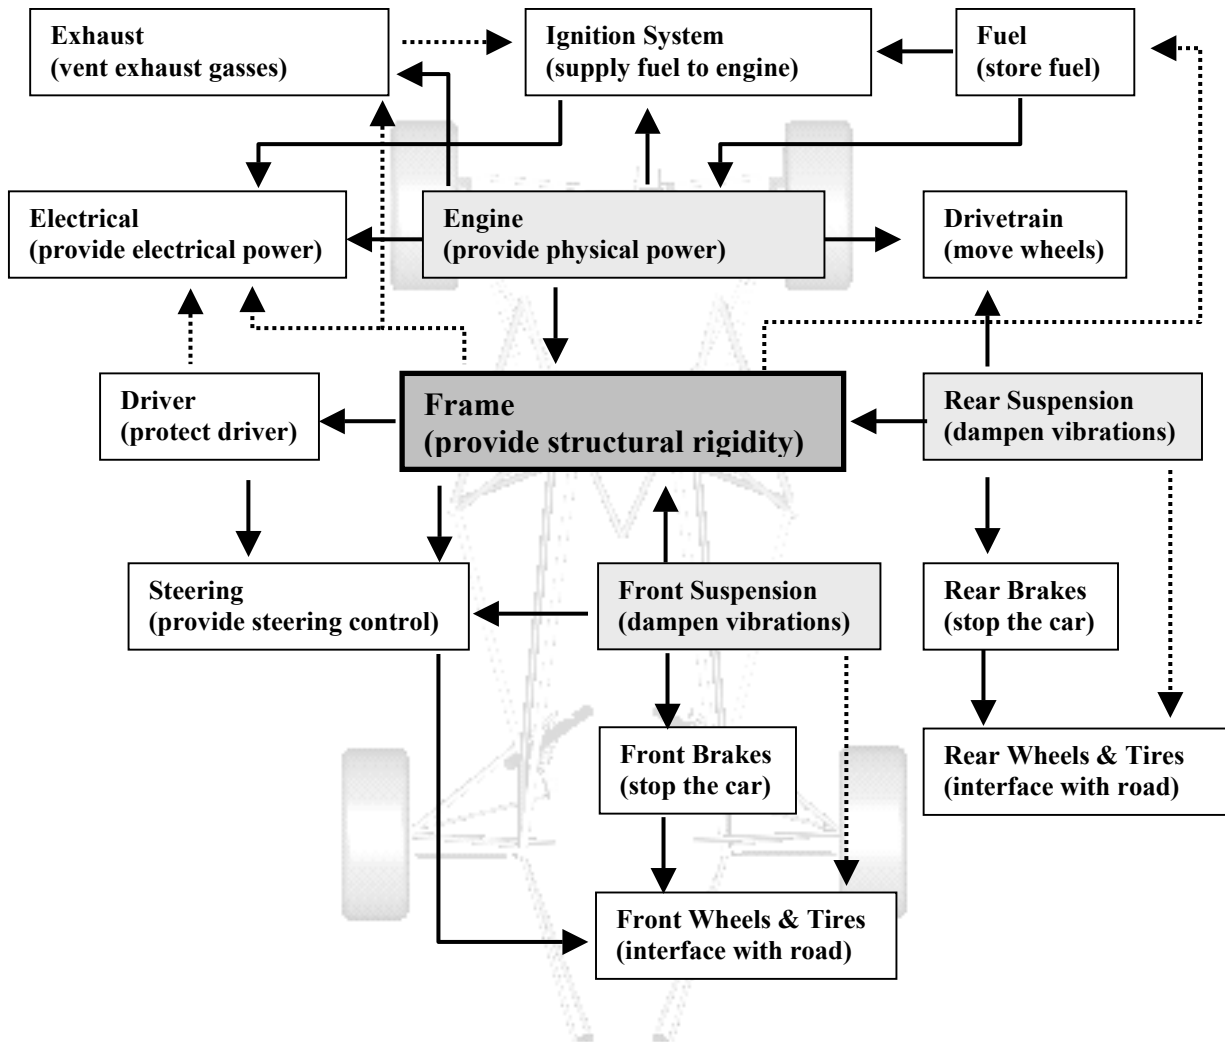 Exhaust
(vent exhaust gasses)
Ignition System
(supply fuel to engine)
Fuel
(store fuel)
Electrical
(provide electrical power)
Engine
(provide physical power)
Drivetrain
(move wheels)
Driver
(protect driver)
Frame
(provide structural rigidity)
Rear Suspension
(dampen vibrations)
Steering
(provide steering control)
Front Suspension
(dampen vibrations)
Rear Brakes
(stop the car)
Front Brakes
(stop the car)
Rear Wheels & Tires
(interface with road)
Front Wheels & Tires
(interface with road)